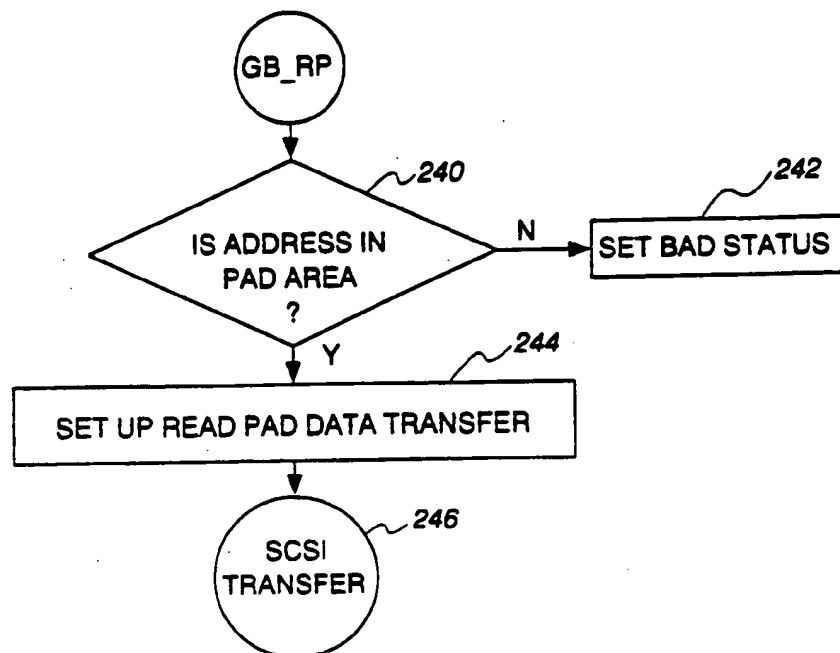 GB_RP
240
242
IS ADDRESS IN
PAD AREA
?
N
SET BAD STATUS
Y
244
SET UP READ PAD DATA TRANSFER
246
SCSI
TRANSFER